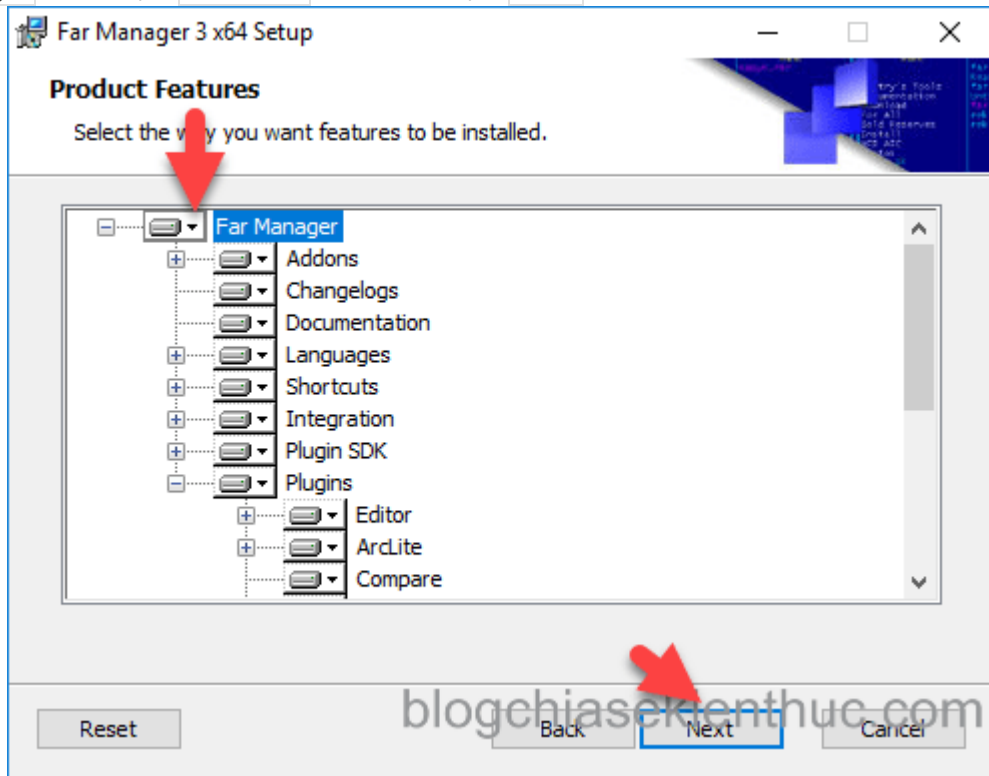 Far Manager 3 x64 Setup
Product Features
Select the way you want features to be installed.
Far Manager
Addons
Changelogs
Documentation
Languages
Shortcuts
Integration
Plugin SDK
Plugins
Editor
ArcLite
Compare
blogchiasekienthuc.com
Reset
Back
Next
Cancel